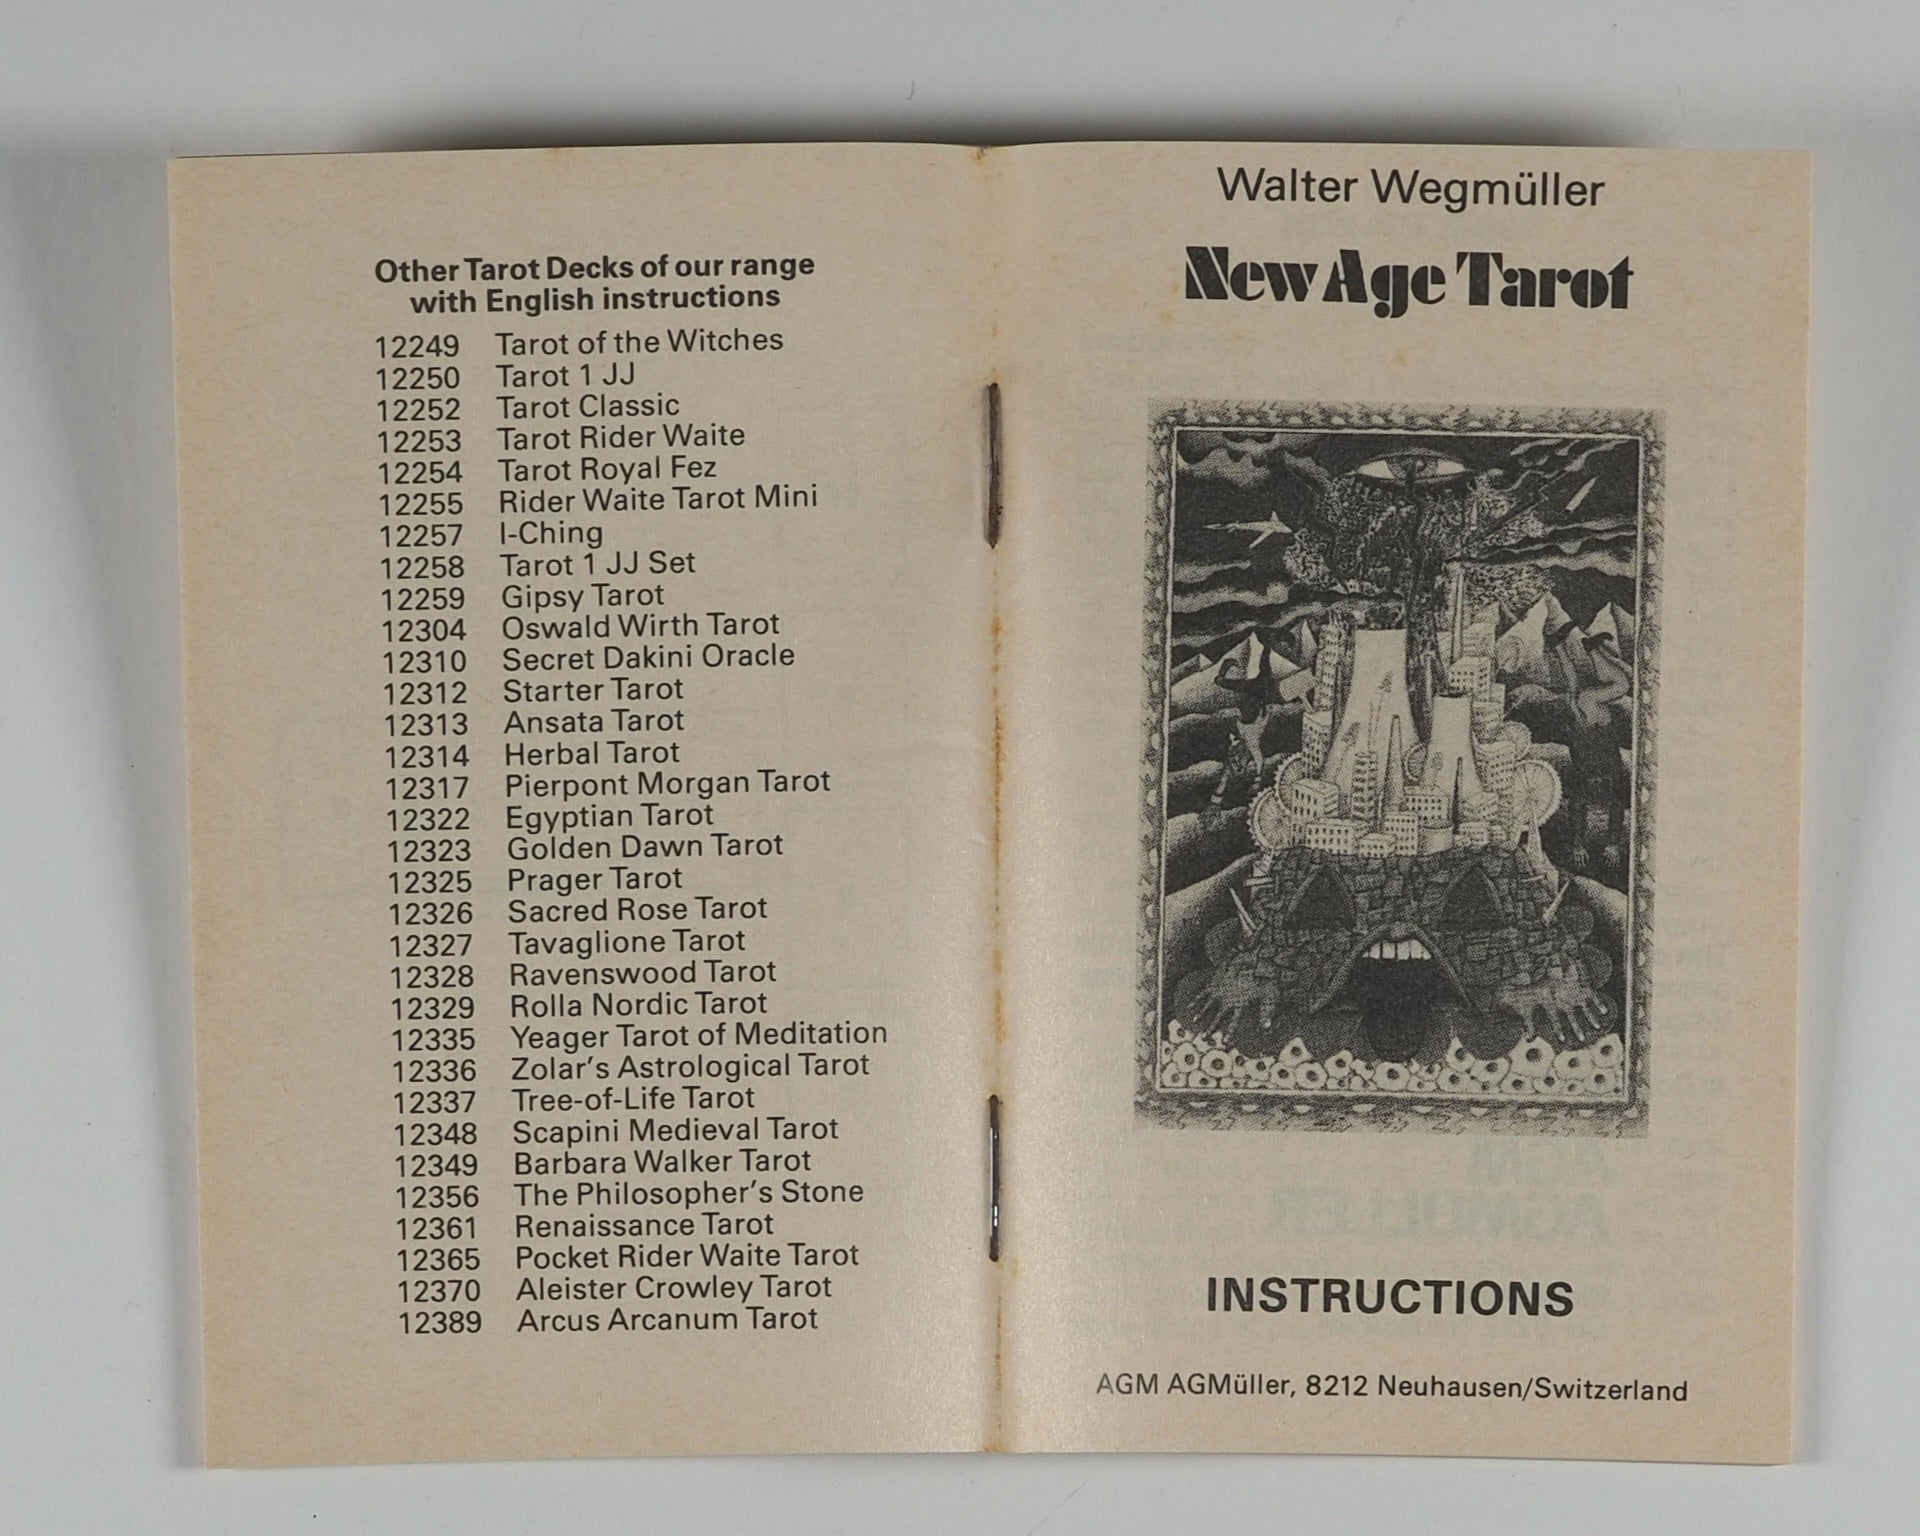 Other Tarot Decks of our range
with English instructions
12249 Tarot of the Witches
12250 Tarot 1 JJ
12252 Tarot Classic
12253 Tarot Rider Waite
12254 Tarot Royal Fez
12255 Rider Waite Tarot Mini
12257 I-Ching
12258 Tarot 1 JJ Set
12259 Gipsy Tarot
12304 Oswald Wirth Tarot
12310 Secret Dakini Oracle
12312 Starter Tarot
12313 Ansata Tarot
12314 Herbal Tarot
12317 Pierpont Morgan Tarot
12322 Egyptian Tarot
12323 Golden Dawn Tarot
12325 Prager Tarot
12326 Sacred Rose Tarot
12327 Tavaglione Tarot
12328 Ravenswood Tarot
12329 Rolla Nordic Tarot
12335 Yeager Tarot of Meditation
12336 Zolar's Astrological Tarot
12337 Tree-of-Life Tarot
12348 Scapini Medieval Tarot
12349 Barbara Walker Tarot
12356 The Philosopher's Stone
12361 Renaissance Tarot
12365 Pocket Rider Waite Tarot
12370 Aleister Crowley Tarot
12389 Arcus Arcanum Tarot
Walter Wegmüller
New Age Tarot
INSTRUCTIONS
AGM AGMüller, 8212 Neuhausen/Switzerland